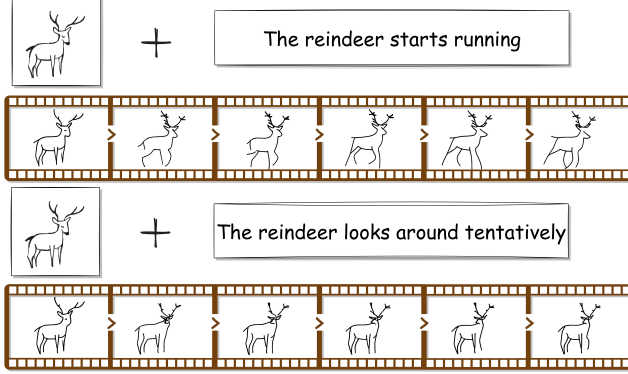 The reindeer starts running
The reindeer looks around tentatively